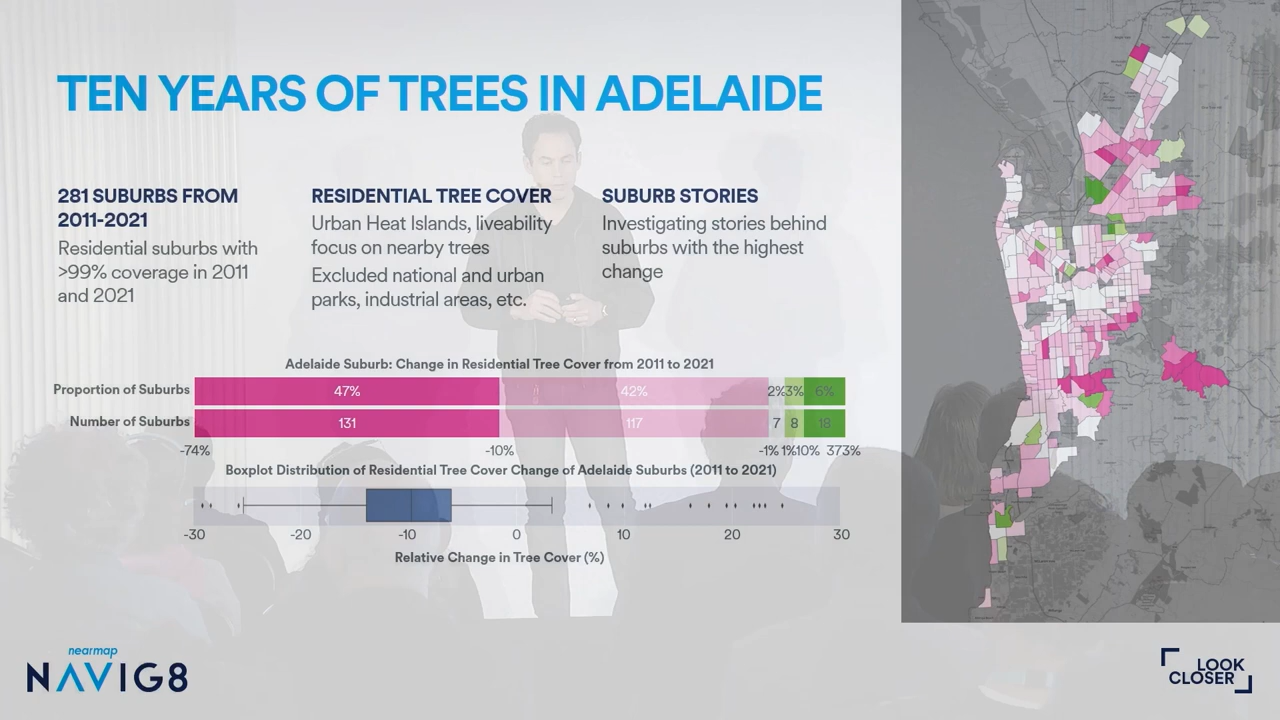 TEN YEARS OF TREES IN ADELAIDE
281 SUBURBS FROM
2011-2021
Residential suburbs with
>99% coverage in 2011
and 2021
RESIDENTIAL TREE COVER
Urban Heat Islands, liveability
focus on nearby trees
Excluded national and urban
parks, industrial areas, etc.
SUBURB STORIES
Investigating stories behind
suburbs with the highest
change
Adelaide Suburb: Change in Residential Tree Cover from 2011 to 2021
Proportion of Suburbs 47% 42% 2% 3% 6%
Number of Suburbs 131 117 7 8 18
-74% -10% -1% 1% 10% 373%
Boxplot Distribution of Residential Tree Cover Change of Adelaide Suburbs (2011 to 2021)
-30 -20 -10 0 10 20 30
Relative Change in Tree Cover (%)
nearmap
NAVIG8
LOOK
CLOSER